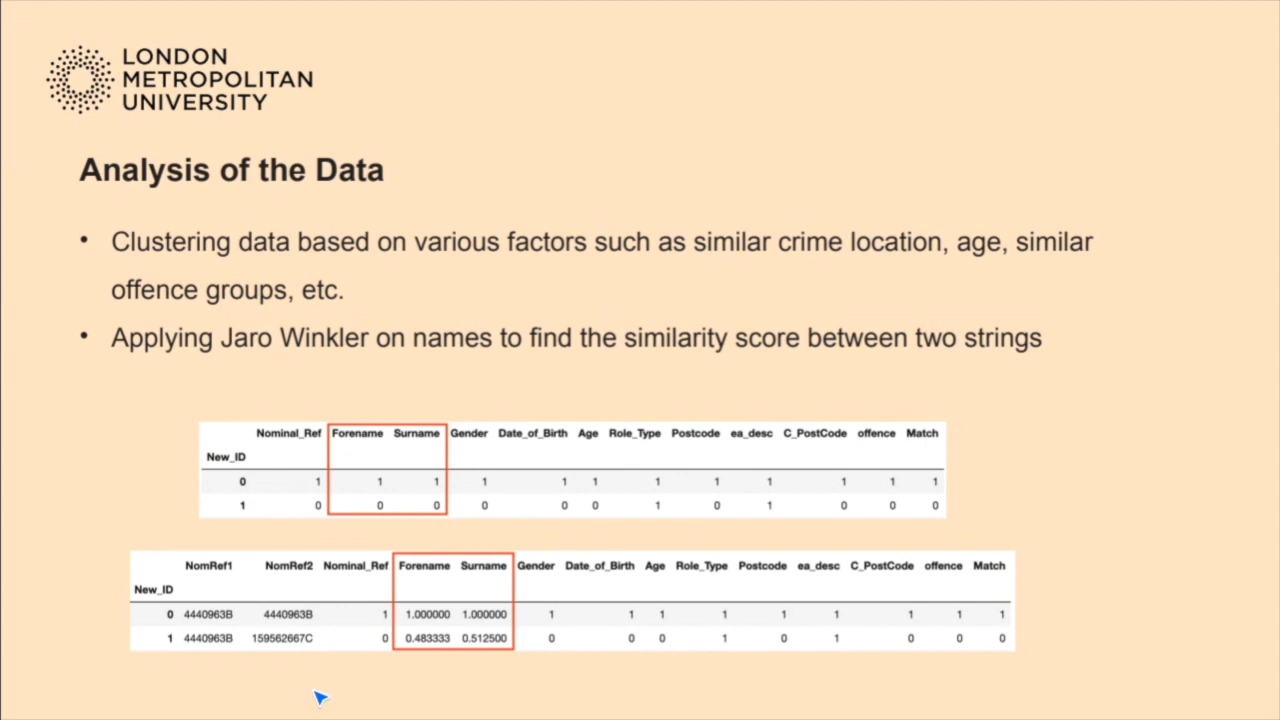 LONDON
METROPOLITAN
UNIVERSITY
Analysis of the Data
• Clustering data based on various factors such as similar crime location, age, similar
offence groups, etc.
• Applying Jaro Winkler on names to find the similarity score between two strings
Nominal_Ref Forename Surname Gender Date_of_Birth Age Role_Type Postcode ea_desc C_PostCode offence Match
New_ID
0 1 1 1 1 1 1 1 1 1 1 1 1
1 0 0 0 0 0 0 1 0 1 0 0 0
NomRef1 NomRef2 Nominal_Ref Forename Surname Gender Date_of_Birth Age Role_Type Postcode ea_desc C_PostCode offence Match
New_ID
0 4440963B 4440963B 1 1.000000 1.000000 1 1 1 1 1 1 1 1 1
1 4440963B 159562667C 0 0.483333 0.512500 0 0 0 1 0 1 0 0 0